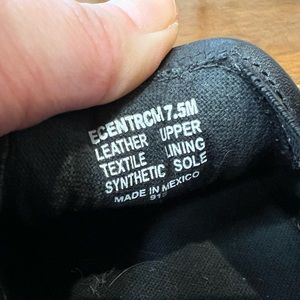 ECENTRCM 7.5M
LEATHER UPPER
TEXTILE LINING
SYNTHETIC SOLE
MADE IN MEXICO